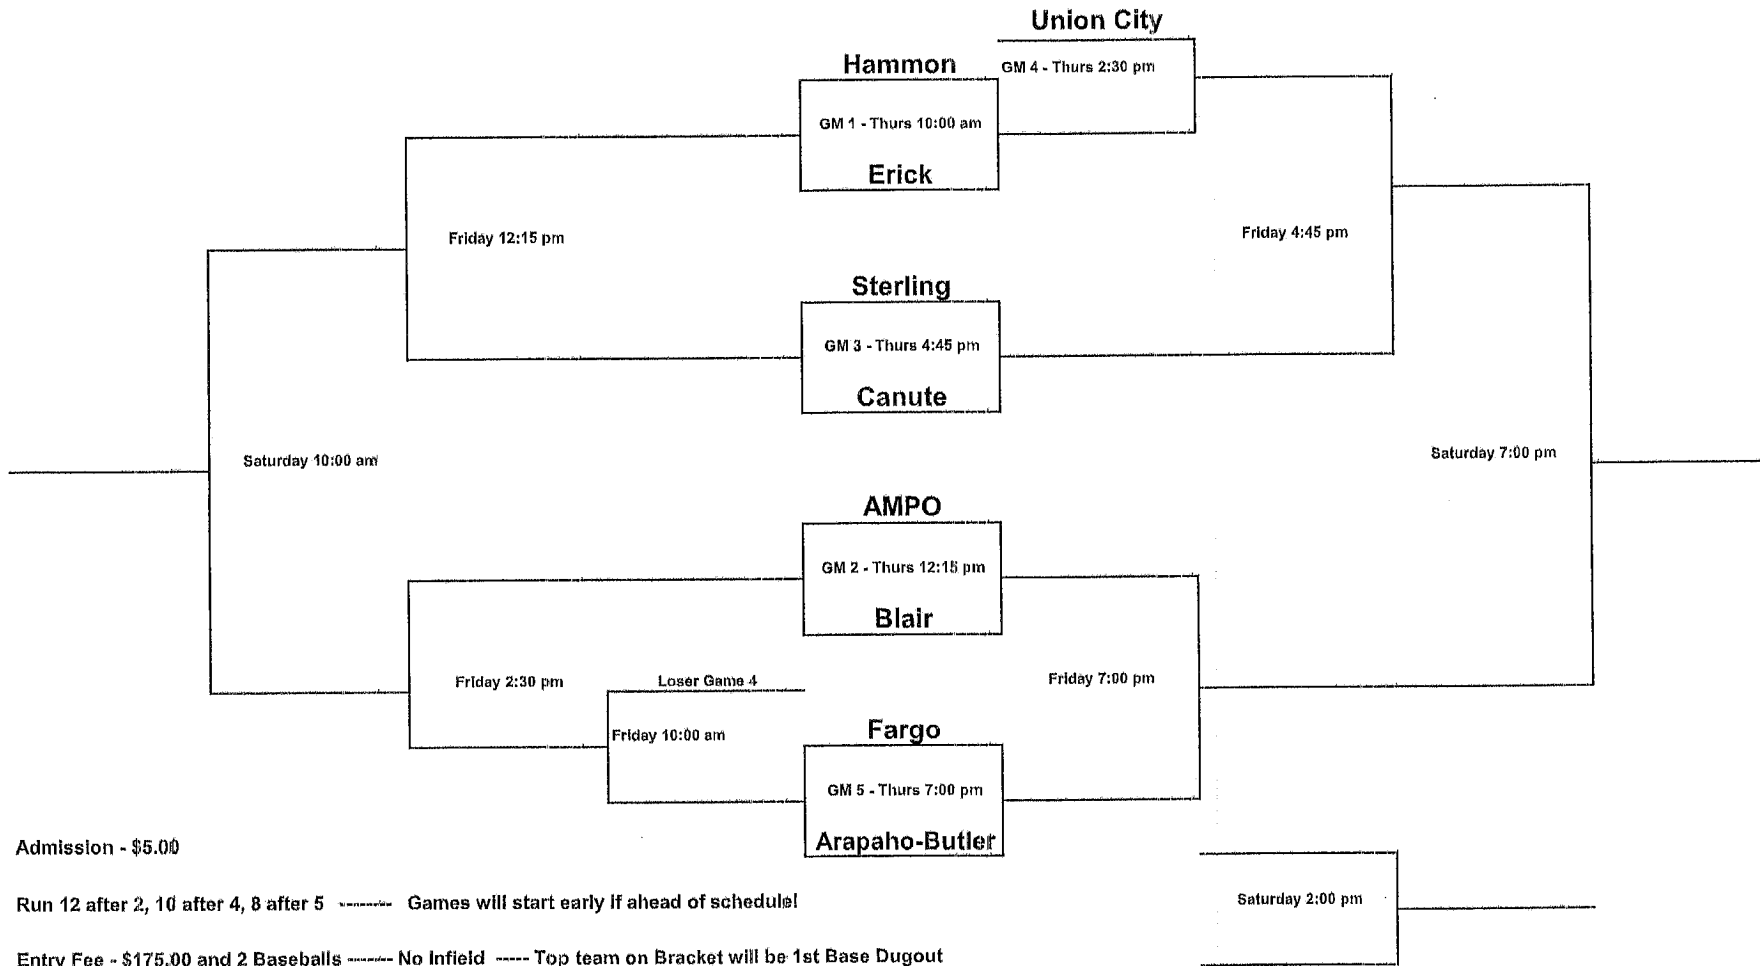 Union City
Hammon
GM 4 - Thurs 2:30 pm
GM 1 - Thurs 10:00 am
Erick
Friday 12:15 pm
Friday 4:45 pm
Sterling
GM 3 - Thurs 4:45 pm
Canute
Saturday 10:00 am
Saturday 7:00 pm
AMPO
GM 2 - Thurs 12:15 pm
Blair
Friday 2:30 pm
Loser Game 4
Friday 7:00 pm
Friday 10:00 am
Fargo
GM 5 - Thurs 7:00 pm
Arapaho-Butler
Admission - $5.00
Run 12 after 2, 10 after 4, 8 after 5 -------- Games will start early if ahead of schedule!
Saturday 2:00 pm
Entry Fee - $175.00 and 2 Baseballs ------- No Infield ----- Top team on Bracket will be 1st Base Dugout